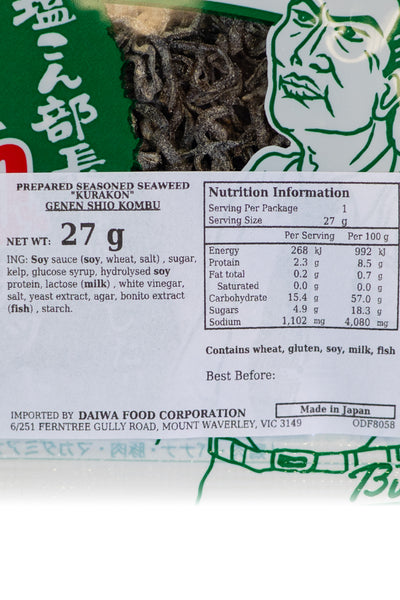 塩こん部長
PREPARED SEASONED SEAWEED
"KURAKON"
GENEN SHIO KOMBU
NET WT: 27 g
ING: Soy sauce (soy, wheat, salt) , sugar,
kelp, glucose syrup, hydrolysed soy
protein, lactose (milk) , white vinegar,
salt, yeast extract, agar, bonito extract
(fish) , starch.
Nutrition Information
Serving Per Package 1
Serving Size 27 g
Per Serving Per 100 g
Energy 268 kJ 992 kJ
Protein 2.3 g 8.5 g
Fat total 0.2 g 0.7 g
Saturated 0.0 g 0.0 g
Carbohydrate 15.4 g 57.0 g
Sugars 4.9 g 18.3 g
Sodium 1,102 mg 4,080 mg
Contains wheat, gluten, soy, milk, fish
Best Before:
IMPORTED BY DAIWA FOOD CORPORATION
6/251 FERNTREE GULLY ROAD, MOUNT WAVERLEY, VIC 3149
Made in Japan
ODF8058